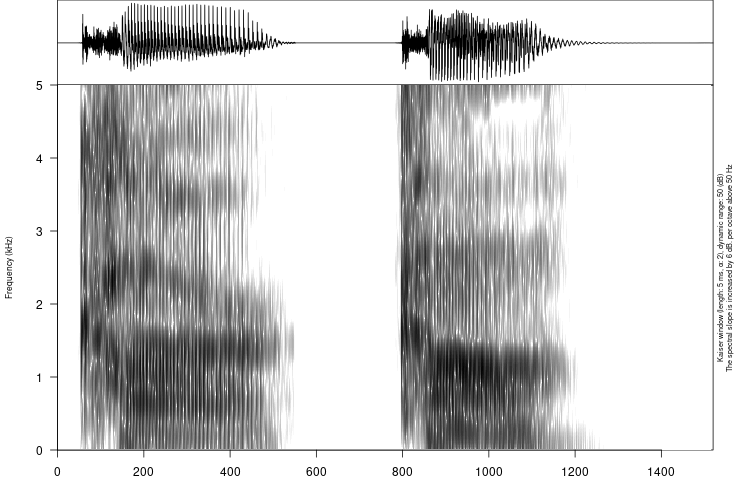 5
4
3
2
1
0
Frequency (kHz)
0 200 400 600 800 1000 1200 1400
Kaiser window (length: 5 ms, α: 2), dynamic range: 50 (dB)
The spectral slope is increased by 6 dB. per octave above 50 Hz